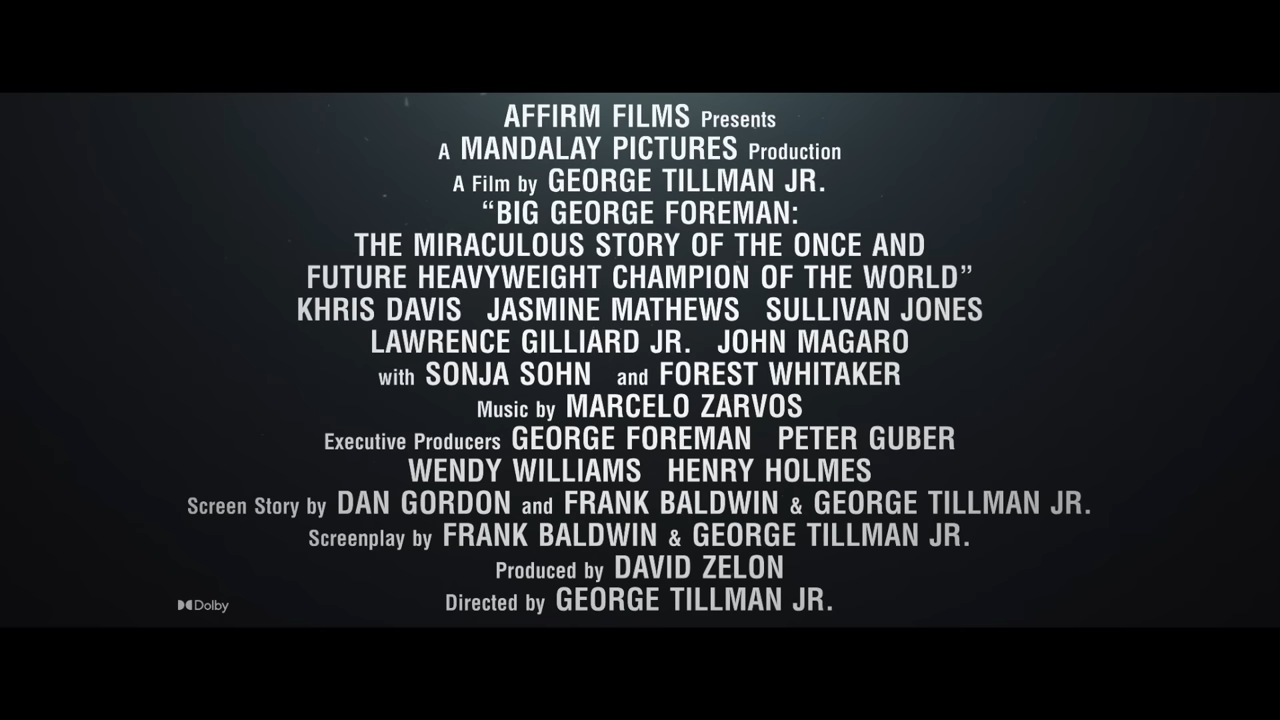 AFFIRM FILMS Presents
A MANDALAY PICTURES Production
A Film by GEORGE TILLMAN JR.
“BIG GEORGE FOREMAN:
THE MIRACULOUS STORY OF THE ONCE AND
FUTURE HEAVYWEIGHT CHAMPION OF THE WORLD”
KHRIS DAVIS JASMINE MATHEWS SULLIVAN JONES
LAWRENCE GILLIARD JR. JOHN MAGARO
with SONJA SOHN and FOREST WHITAKER
Music by MARCELO ZARVOS
Executive Producers GEORGE FOREMAN PETER GUBER
WENDY WILLIAMS HENRY HOLMES
Screen Story by DAN GORDON and FRANK BALDWIN & GEORGE TILLMAN JR.
Screenplay by FRANK BALDWIN & GEORGE TILLMAN JR.
Produced by DAVID ZELON
Directed by GEORGE TILLMAN JR.
Dolby